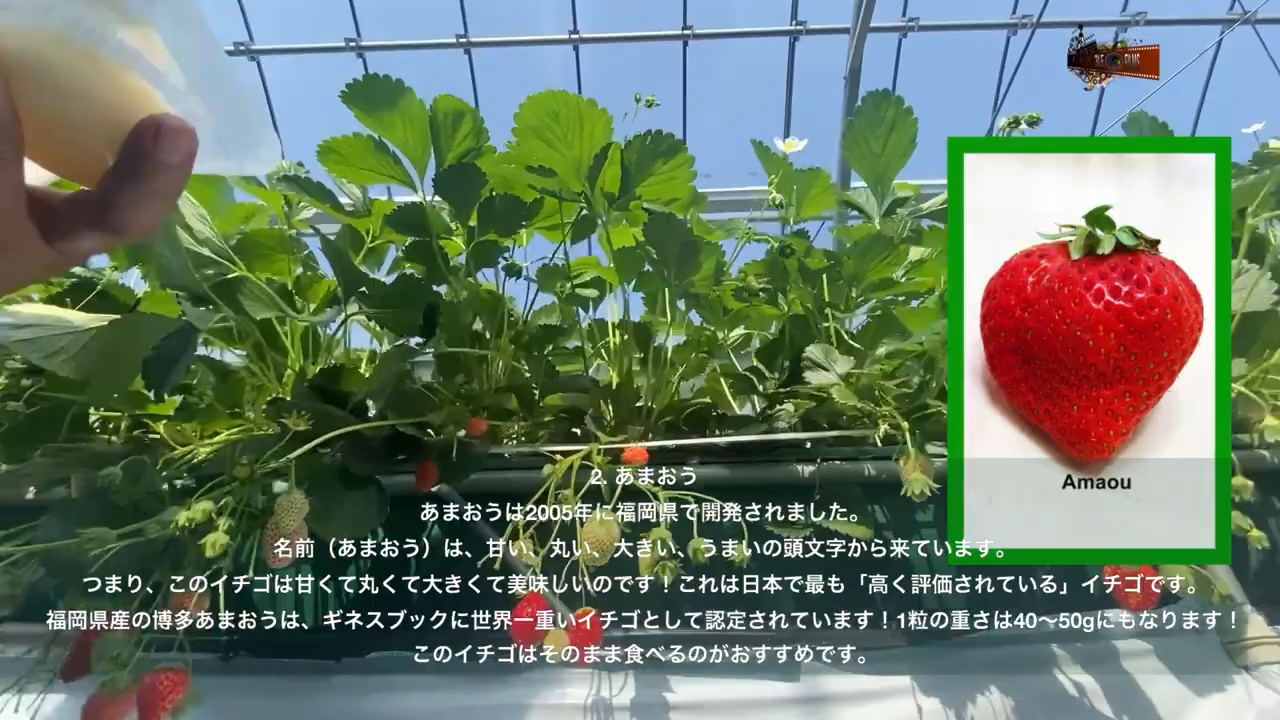 Amaou
2. あまおう
あまおうは2005年に福岡県で開発されました。
名前（あまおう）は、甘い、丸い、大きい、うまいの頭文字から来ています。
つまり、このイチゴは甘くて丸くて大きくて美味しいのです！これは日本で最も「高く評価されている」イチゴです。
福岡県産の博多あまおうは、ギネスブックに世界一重いイチゴとして認定されています！1粒の重さは40〜50gにもなります！
このイチゴはそのまま食べるのがおすすめです。